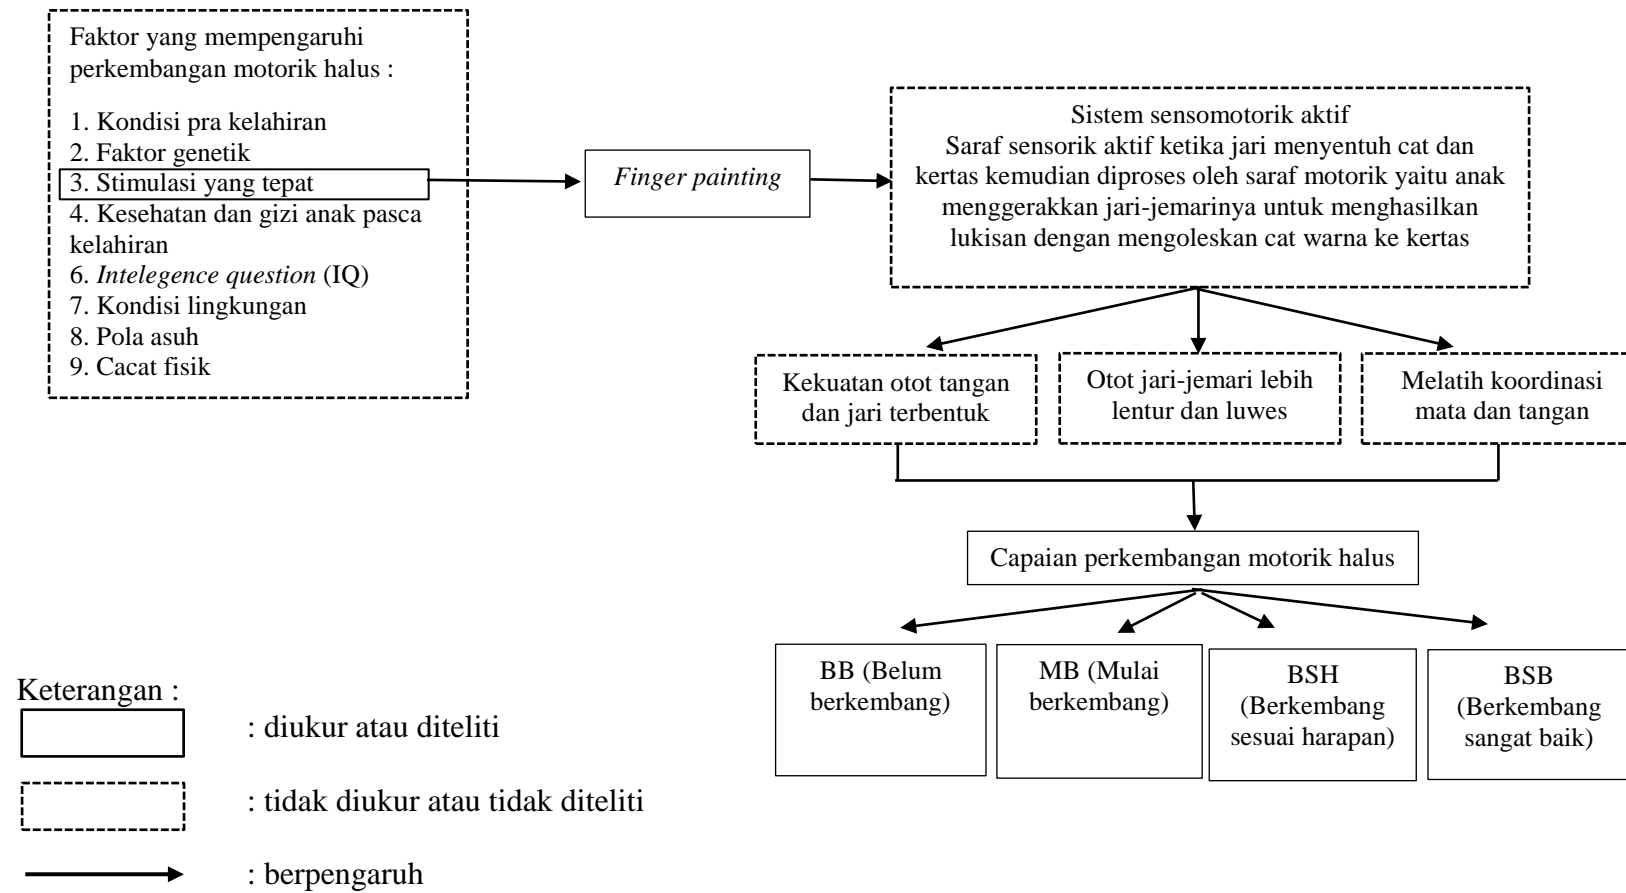 Faktor yang mempengaruhi
perkembangan motorik halus :
1. Kondisi pra kelahiran
2. Faktor genetik
3. Stimulasi yang tepat
4. Kesehatan dan gizi anak pasca
kelahiran
6. Intelegence question (IQ)
7. Kondisi lingkungan
8. Pola asuh
9. Cacat fisik
Finger painting
Sistem sensomotorik aktif
Saraf sensorik aktif ketika jari menyentuh cat dan
kertas kemudian diproses oleh saraf motorik yaitu anak
menggerakkan jari-jemarinya untuk menghasilkan
lukisan dengan mengoleskan cat warna ke kertas
Kekuatan otot tangan
dan jari terbentuk
Otot jari-jemari lebih
lentur dan luwes
Melatih koordinasi
mata dan tangan
Capaian perkembangan motorik halus
BB (Belum
berkembang)
MB (Mulai
berkembang)
BSH
(Berkembang
sesuai harapan)
BSB
(Berkembang
sangat baik)
Keterangan :
: diukur atau diteliti
: tidak diukur atau tidak diteliti
: berpengaruh